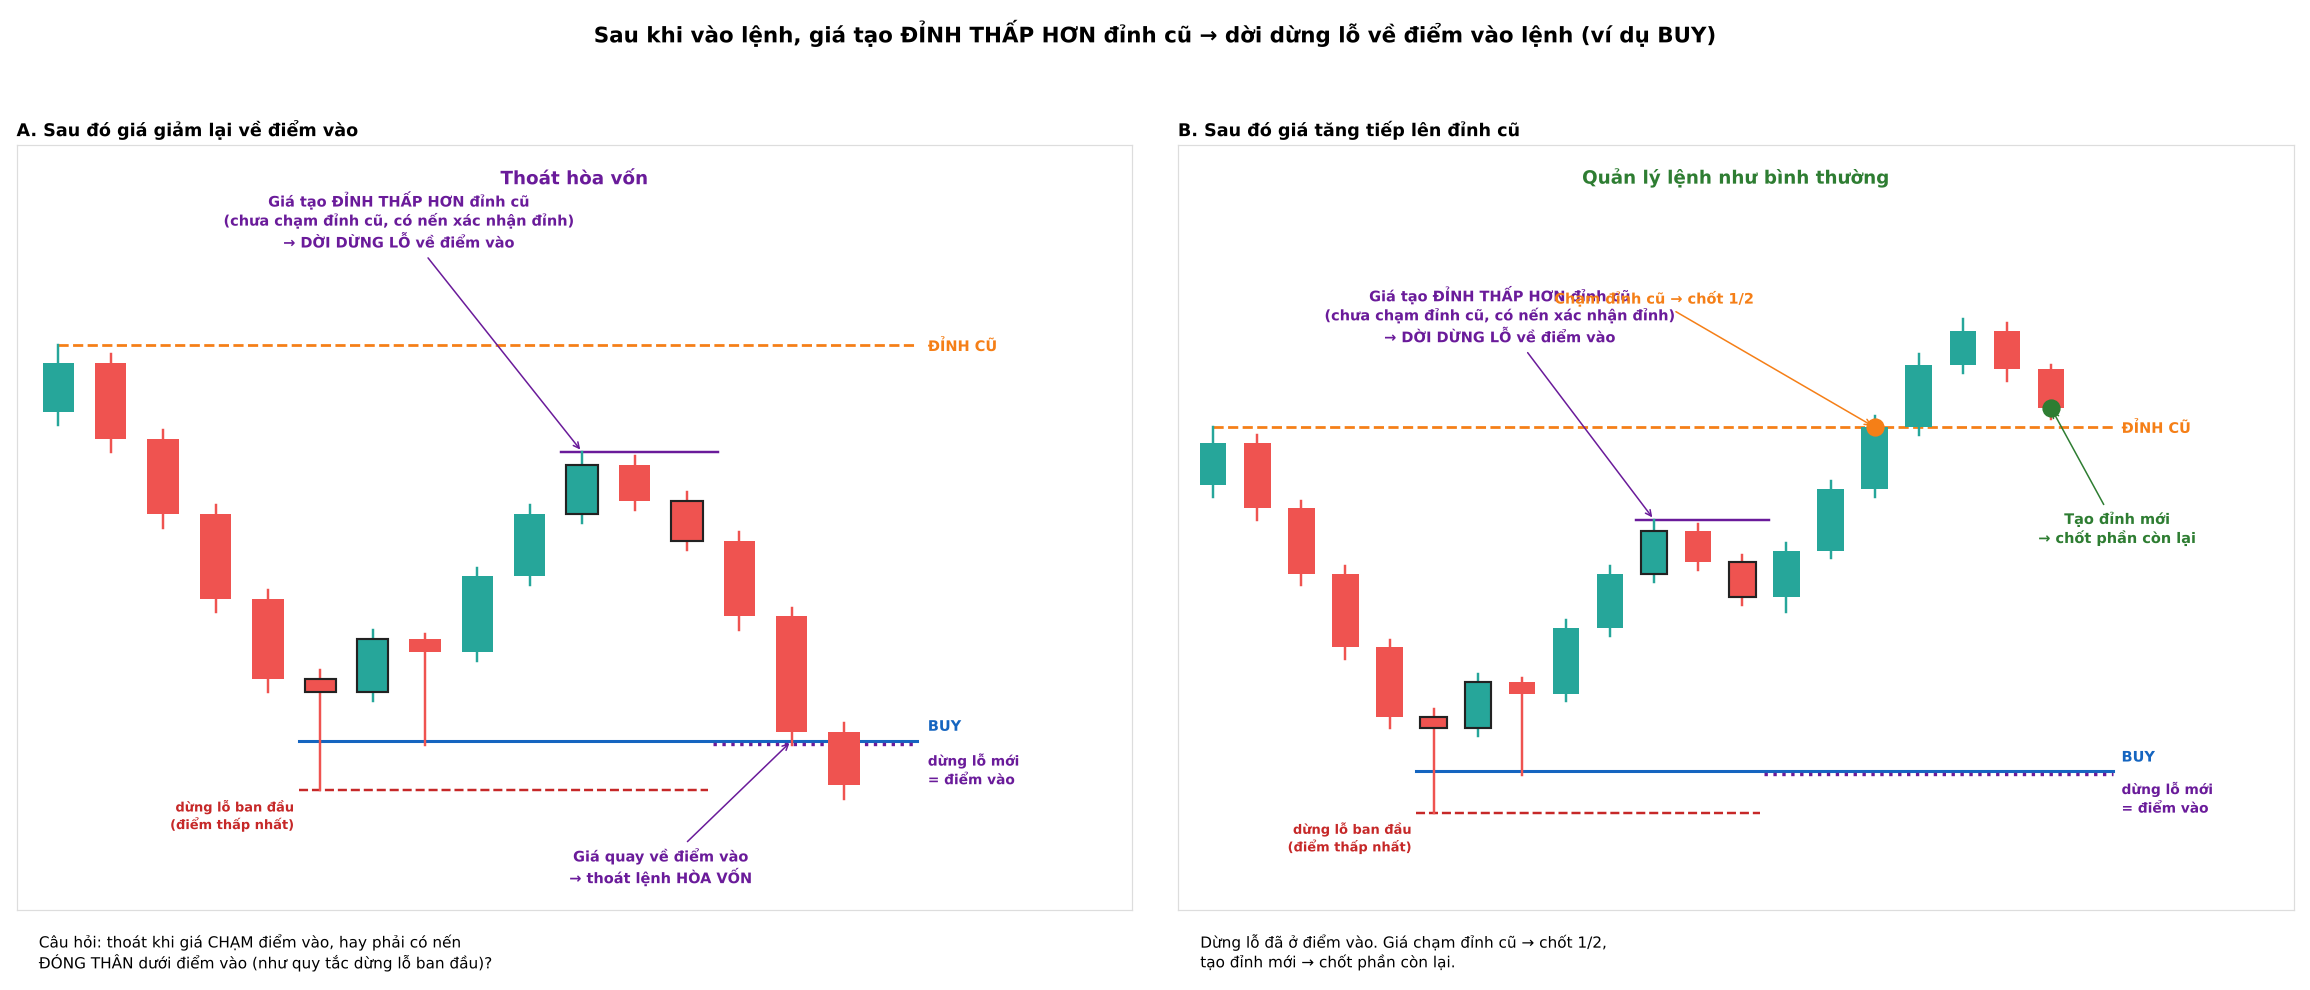 Sau khi vào lệnh, giá tạo ĐỈNH THẤP HƠN đỉnh cũ → dời dừng lỗ về điểm vào lệnh (ví dụ BUY)
A. Sau đó giá giảm lại về điểm vào
Thoát hòa vốn
Giá tạo ĐỈNH THẤP HƠN đỉnh cũ
(chưa chạm đỉnh cũ, có nến xác nhận đỉnh)
→ DỜI DỪNG LỖ về điểm vào
ĐỈNH CŨ
BUY
dừng lỗ mới
= điểm vào
dừng lỗ ban đầu
(điểm thấp nhất)
Giá quay về điểm vào
→ thoát lệnh HÒA VỐN
Câu hỏi: thoát khi giá CHẠM điểm vào, hay phải có nến
ĐÓNG THÂN dưới điểm vào (như quy tắc dừng lỗ ban đầu)?
B. Sau đó giá tăng tiếp lên đỉnh cũ
Quản lý lệnh như bình thường
Giá tạo ĐỈNH THẤP HƠN đỉnh cũ
(chưa chạm đỉnh cũ, có nến xác nhận đỉnh)
→ DỜI DỪNG LỖ về điểm vào
Chạm đỉnh cũ → chốt 1/2
ĐỈNH CŨ
Tạo đỉnh mới
→ chốt phần còn lại
BUY
dừng lỗ mới
= điểm vào
dừng lỗ ban đầu
(điểm thấp nhất)
Dừng lỗ đã ở điểm vào. Giá chạm đỉnh cũ → chốt 1/2,
tạo đỉnh mới → chốt phần còn lại.